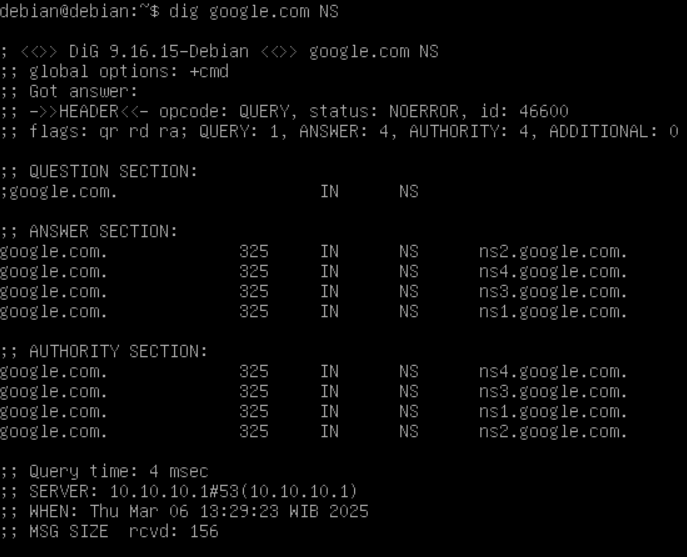 debian@debian:~$ dig google.com NS
; <<>> DiG 9.16.15-Debian <<>> google.com NS
;; global options: +cmd
;; Got answer:
;; ->>HEADER<<- opcode: QUERY, status: NOERROR, id: 46600
;; flags: qr rd ra; QUERY: 1, ANSWER: 4, AUTHORITY: 4, ADDITIONAL: 0
;; QUESTION SECTION:
;google.com. IN NS
;; ANSWER SECTION:
google.com. 325 IN NS ns2.google.com.
google.com. 325 IN NS ns4.google.com.
google.com. 325 IN NS ns3.google.com.
google.com. 325 IN NS ns1.google.com.
;; AUTHORITY SECTION:
google.com. 325 IN NS ns4.google.com.
google.com. 325 IN NS ns3.google.com.
google.com. 325 IN NS ns1.google.com.
google.com. 325 IN NS ns2.google.com.
;; Query time: 4 msec
;; SERVER: 10.10.10.1#53(10.10.10.1)
;; WHEN: Thu Mar 06 13:29:23 WIB 2025
;; MSG SIZE  rcvd: 156